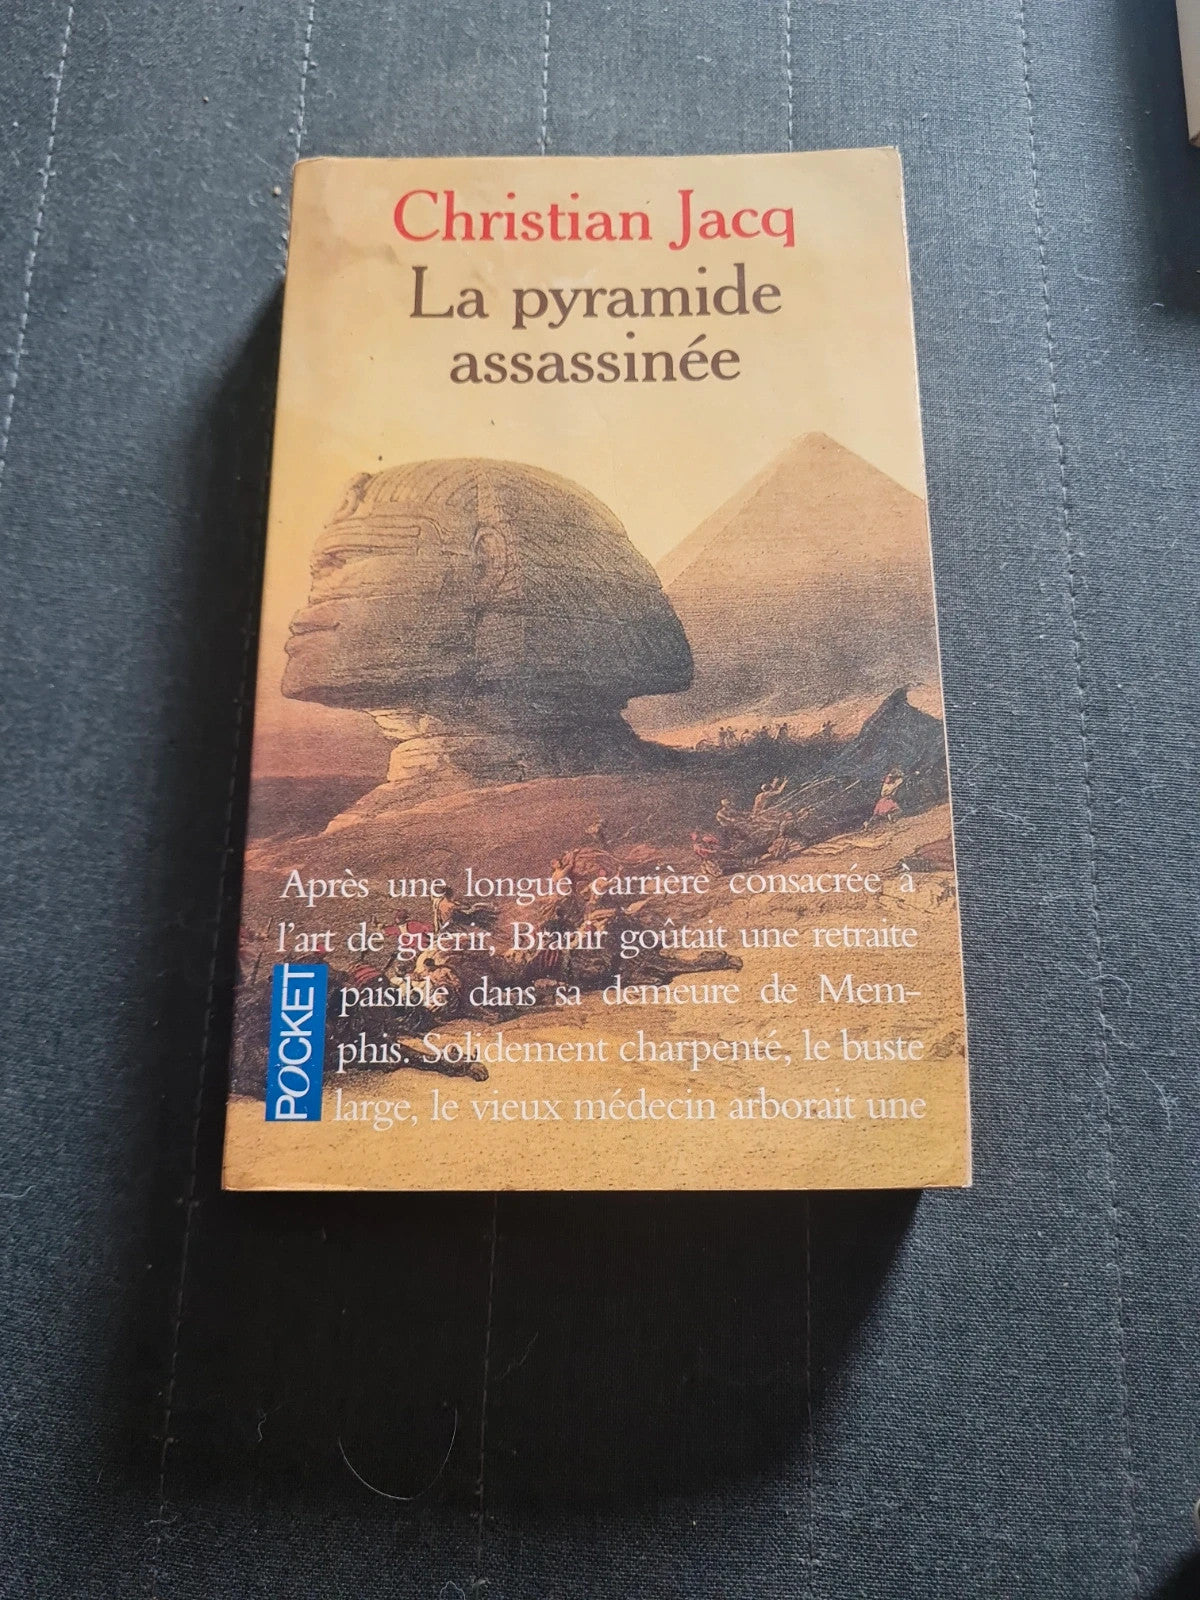 Christian Jacq
La pyramide
assassinée
Après une longue carrière consacrée à
l'art de guérir, Branir goûtait une retraite
paisible dans sa demeure de Mem-
phis. Solidement charpenté, le buste
large, le vieux médecin arborait une
POCKET